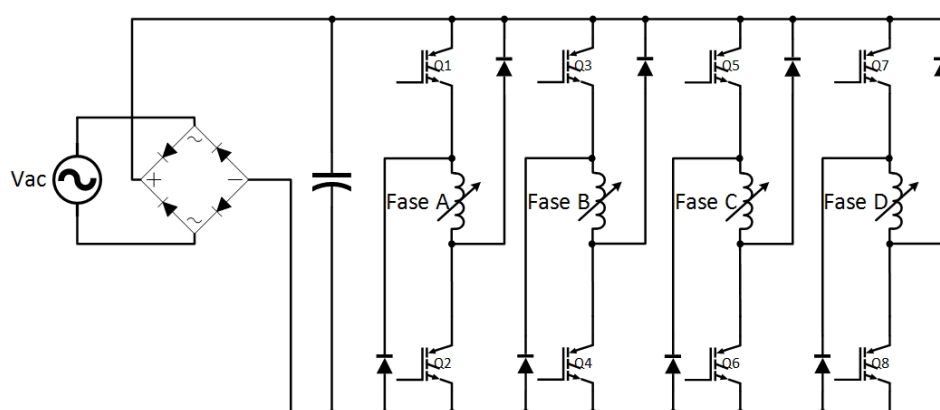 Q1
Q3
Q5
Q7
Vac
Fase A
Fase B
Fase C
Fase D
Q2
Q4
Q6
Q8